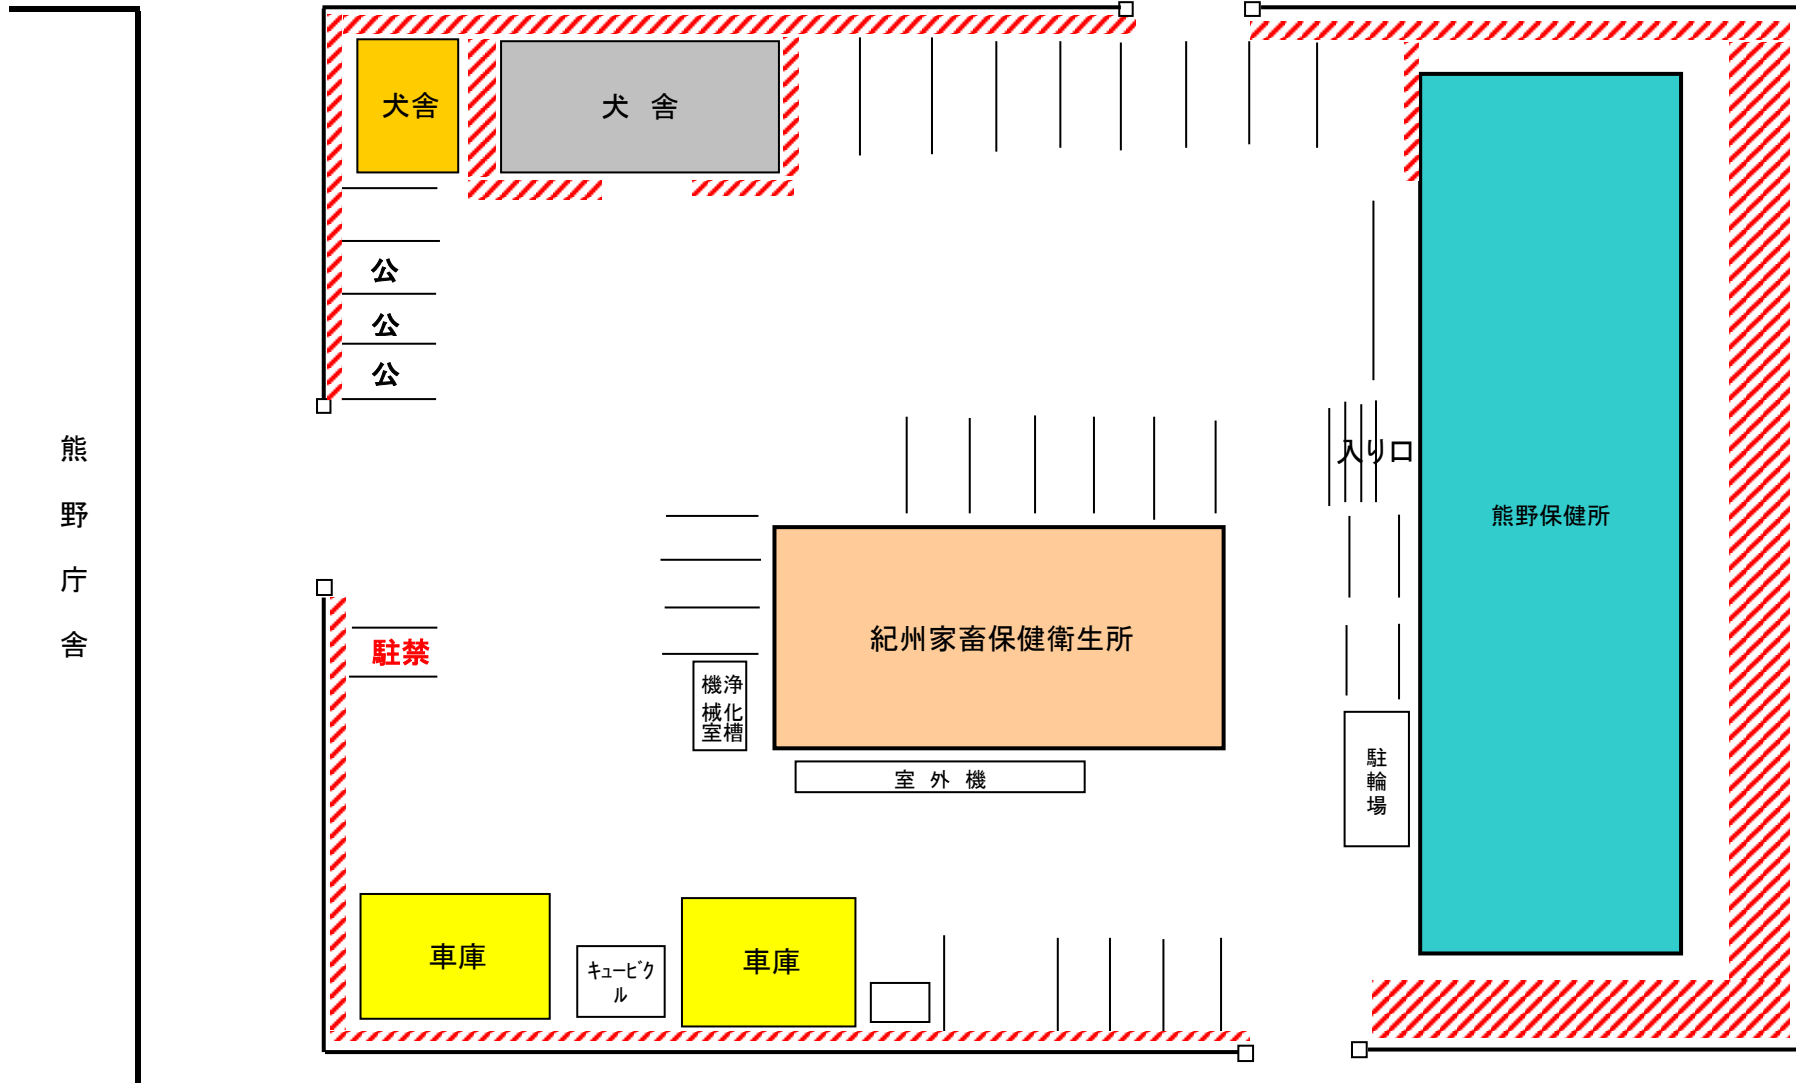 犬舎
犬 舎
公
公
公
熊野庁舎
入り口
熊野保健所
駐禁
紀州家畜保健衛生所
浄化槽
機械室
室 外 機
駐輪場
車庫
キュービク
ル
車庫